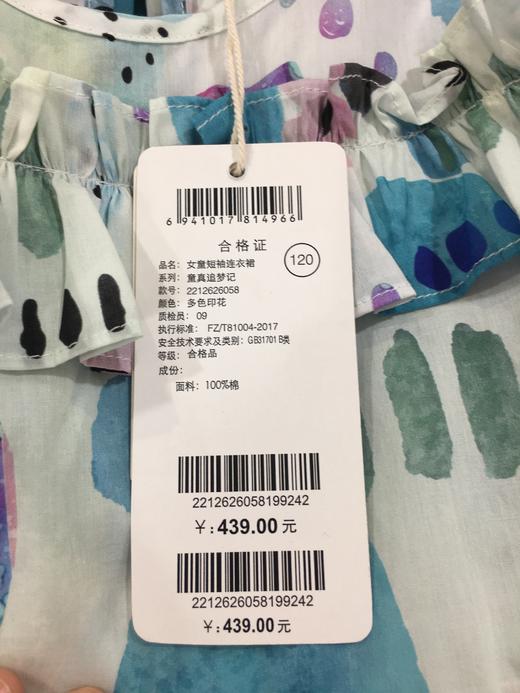 6 941017 814966
合格证
品名：女童短袖连衣裙
120
系列：童真追梦记
款号：2212626058
颜色：多色印花
质检员：09
执行标准：FZ/T81004-2017
安全技术要求及类别：GB31701 B类
等级：合格品
成份：
面料：100%棉
2212626058199242
￥:439.00元
2212626058199242
￥:439.00元